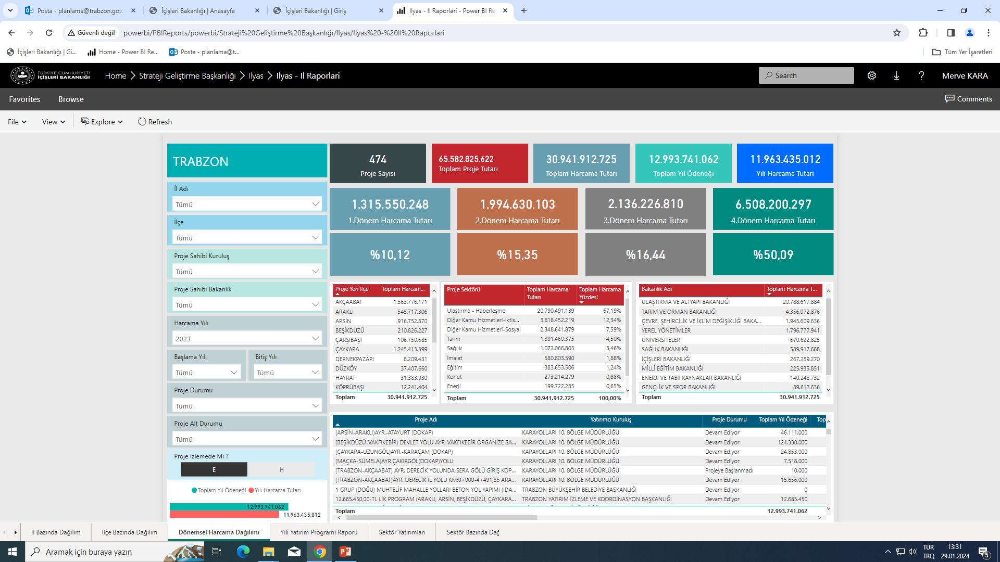 Posta - planlama@trabzon.gov.
İçişleri Bakanlığı | Anasayfa
İçişleri Bakanlığı | Giriş
Ilyas - Il Raporlari - Power BI Re
Güvenli değil
powerbi/PBIReports/powerbi/Strateji%20Geliştirme%20Başkanlığı/Ilyas/Ilyas%20-%20Il%20Raporlari
İçişleri Bakanlığı | Gi...
Home - Power BI Re...
Posta - planlama@t...
Tüm Yer İşaretleri
TÜRKİYE CUMHURİYETİ
İÇİŞLERİ BAKANLIĞI
Home > Strateji Geliştirme Başkanlığı > Ilyas > Ilyas - Il Raporlari
Search
?
Merve KARA
Favorites Browse
Comments
File View Explore Refresh
TRABZON
474
Proje Sayısı
65.582.825.622
Toplam Proje Tutarı
30.941.912.725
Toplam Harcama Tutarı
12.993.741.062
Toplam Yıl Ödeneği
11.963.435.012
Yılı Harcama Tutarı
1.315.550.248
1.Dönem Harcama Tutarı
1.994.630.103
2.Dönem Harcama Tutarı
2.136.226.810
3.Dönem Harcama Tutarı
6.508.200.297
4.Dönem Harcama Tutarı
%10,12
%15,35
%16,44
%50,09
İl Adı
Tümü
İlçe
Tümü
Proje Sahibi Kuruluş
Tümü
Proje Sahibi Bakanlık
Tümü
Harcama Yılı
2023
Başlama Yılı
Tümü
Bitiş Yılı
Tümü
Proje Durumu
Tümü
Proje Alt Durumu
Tümü
Proje İzlemede Mi ?
E H
Toplam Yıl Ödeneği Yılı Harcama Tutarı
12.993.741.062
11.963.435.012
Proje Yeri İlçe Toplam Harcam...
AKÇAABAT 1.563.776.171
ARAKLI 545.717.306
ARSİN 916.752.870
BEŞİKDÜZÜ 210.826.227
ÇARŞIBAŞI 106.750.685
ÇAYKARA 1.245.413.399
DERNEKPAZARI 8.209.431
DÜZKÖY 37.407.660
HAYRAT 31.383.930
KÖPRÜBAŞI 12.241.404
Toplam 30.941.912.725
Proje Sektörü Toplam Harcama Tutarı Toplam Harcama Yüzdesi
Ulaştırma - Haberleşme 20.790.491.139 67,19%
Diğer Kamu Hizmetleri-İktis... 3.818.452.219 12,34%
Diğer Kamu Hizmetleri-Sosyal 2.348.641.879 7,59%
Tarım 1.391.460.375 4,50%
Sağlık 1.072.066.803 3,46%
İmalat 580.803.590 1,88%
Eğitim 383.653.506 1,24%
Konut 273.214.279 0,88%
Enerji 199.722.285 0,65%
Toplam 30.941.912.725 100,00%
Bakanlık Adı Toplam Harcama T...
ULAŞTIRMA VE ALTYAPI BAKANLIĞI 20.788.617.884
TARIM VE ORMAN BAKANLIĞI 4.356.072.876
ÇEVRE, ŞEHİRCİLİK VE İKLİM DEĞİŞİKLİĞİ BAKA... 1.945.609.636
YEREL YÖNETİMLER 1.796.777.941
ÜNİVERSİTELER 670.622.825
SAĞLIK BAKANLIĞI 589.917.688
İÇİŞLERİ BAKANLIĞI 267.259.270
MİLLİ EĞİTİM BAKANLIĞI 225.935.851
ENERJİ VE TABİİ KAYNAKLAR BAKANLIĞI 140.248.732
GENÇLİK VE SPOR BAKANLIĞI 89.612.636
Toplam 30.941.912.725
Proje Adı Yatırımcı Kuruluş Proje Durumu Toplam Yıl Ödeneği Top
(ARSİN-ARAKLI)AYR.-ATAYURT (DOKAP) KARAYOLLARI 10. BÖLGE MÜDÜRLÜĞÜ Devam Ediyor 46.111.000
(BEŞİKDÜZÜ-VAKFIKEBİR) DEVLET YOLU AYR-VAKFIKEBİR ORGANİZE SA... KARAYOLLARI 10. BÖLGE MÜDÜRLÜĞÜ Devam Ediyor 124.330.000
(ÇAYKARA-UZUNGÖL)AYR.-KARAÇAM (DOKAP) KARAYOLLARI 10. BÖLGE MÜDÜRLÜĞÜ Devam Ediyor 24.853.000
(MAÇKA-SÜMELA)AYR ÇAKIRGÖL(DOKAP)YOLU KARAYOLLARI 10. BÖLGE MÜDÜRLÜĞÜ Devam Ediyor 7.518.000
(TRABZON-AKÇAABAT) AYR. DERECİK YOLUNDA SERA GÖLÜ GİRİŞ KÖP... KARAYOLLARI 10. BÖLGE MÜDÜRLÜĞÜ Projeye Başlanmadı 10.000
(TRABZON-AKÇAABAT)AYR. DERECİK İL YOLU KM:0+000-4+491,85 ARA... KARAYOLLARI 10. BÖLGE MÜDÜRLÜĞÜ Devam Ediyor 15.656.000
1 GRUP (DOĞU) MUHTELİF MAHALLE YOLLARI BETON YOL YAPIMI (İDA... TRABZON BÜYÜKŞEHİR BELEDİYE BAŞKANLIĞI Devam Ediyor 0
12.685.450,00-TL LİK PROGRAM (ARAKLI, ARSİN, BEŞİKDÜZÜ, ÇAYKARA... TRABZON YATIRIM İZLEME VE KOORDİNASYON BAŞKANLIĞI Devam Ediyor 12.685.450
Toplam 12.993.741.062
İl Bazında Dağılım
İlçe Bazında Dağılım
Dönemsel Harcama Dağılımı
Yılı Yatırım Programı Raporu
Sektör Yatırımları
Sektör Bazında Dağ
Aramak için buraya yazın
TUR
TRQ
13:31
29.01.2024
5